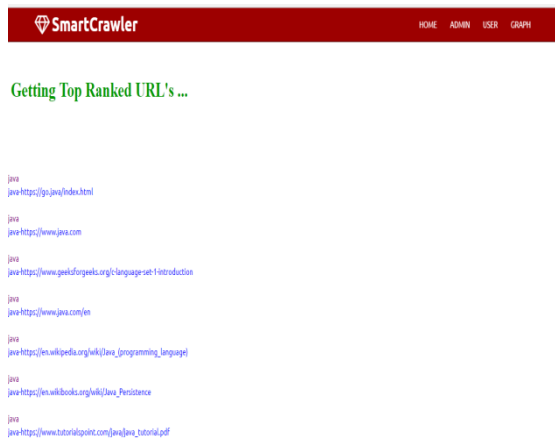 SmartCrawler
HOME ADMIN USER GRAPH
Getting Top Ranked URL's ...
java
java-https://go.java/index.html
java
java-https://www.java.com
java
java-https://www.geeksforgeeks.org/c-language-set-1-introduction
java
java-https://www.java.com/en
java
java-https://en.wikipedia.org/wiki/Java_(programming_language)
java
java-https://en.wikibooks.org/wiki/Java_Persistence
java
java-https://www.tutorialspoint.com/java/java_tutorial.pdf